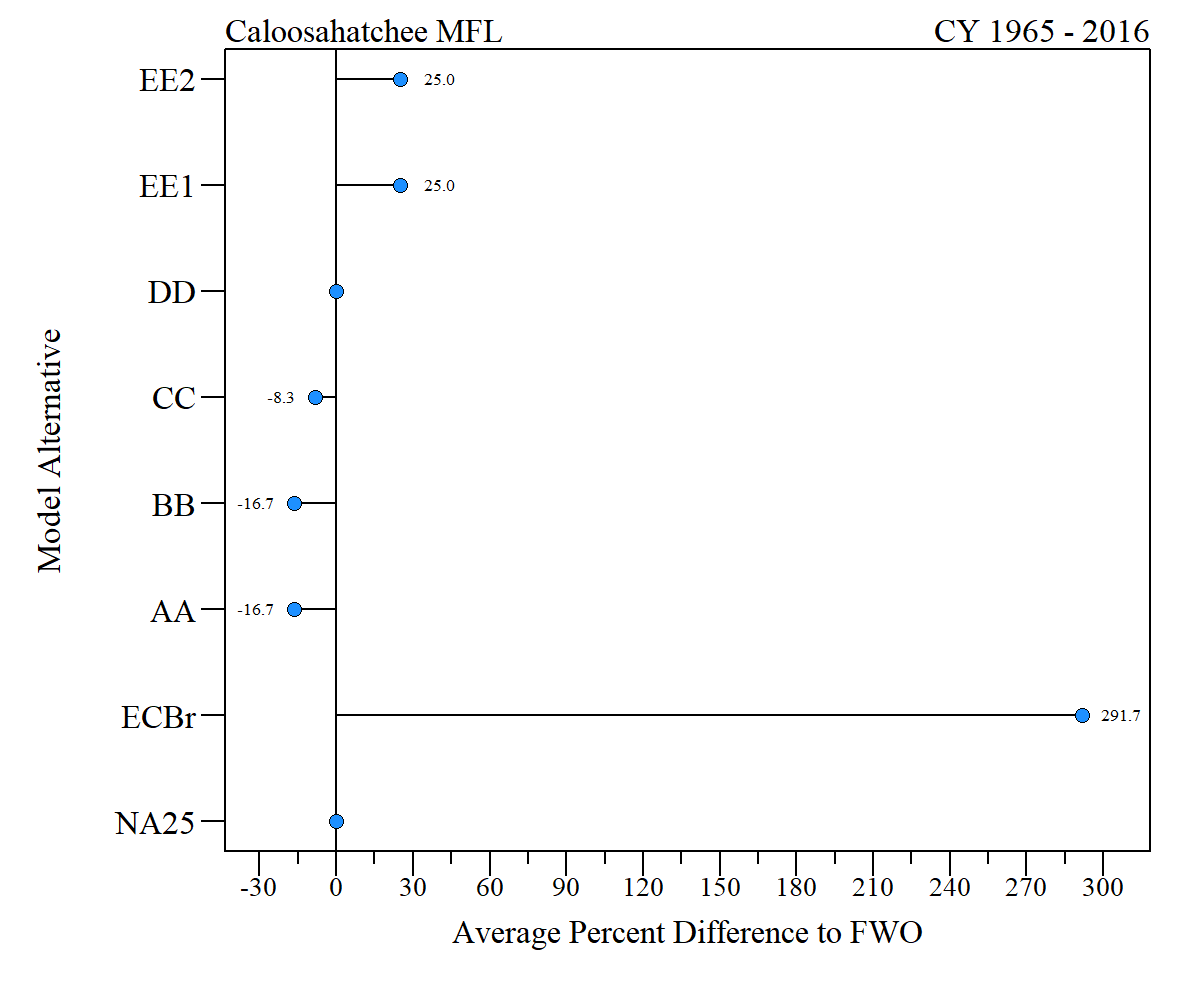 Caloosahatchee MFL CY 1965 - 2016
EE2 25.0
EE1 25.0
DD
CC -8.3
BB -16.7
AA -16.7
ECBr 291.7
NA25
Model Alternative
-30 0 30 60 90 120 150 180 210 240 270 300
Average Percent Difference to FWO